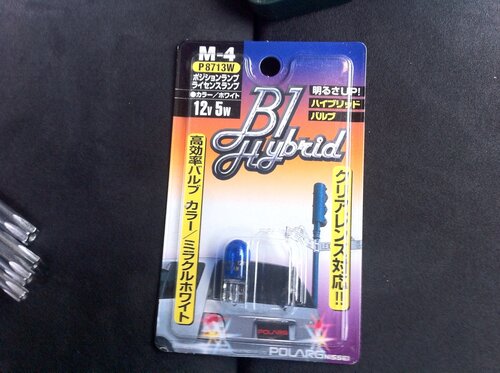 M-4
P8713W
ポジションランプ
ライセンスランプ
●カラー／ホワイト
12V 5W
B1
Hybrid
明るさUP!
ハイブリッド
バルブ
高効率バルブ カラー／ミラクルホワイト
クリアレンズ対応!!
POLARG
POLARG NISSEI